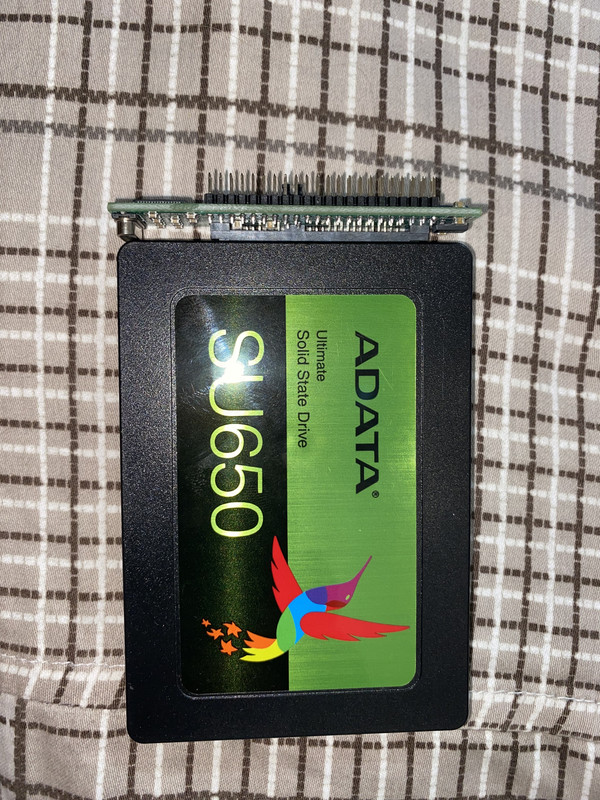 ADATA®
Ultimate
Solid State Drive
SU650